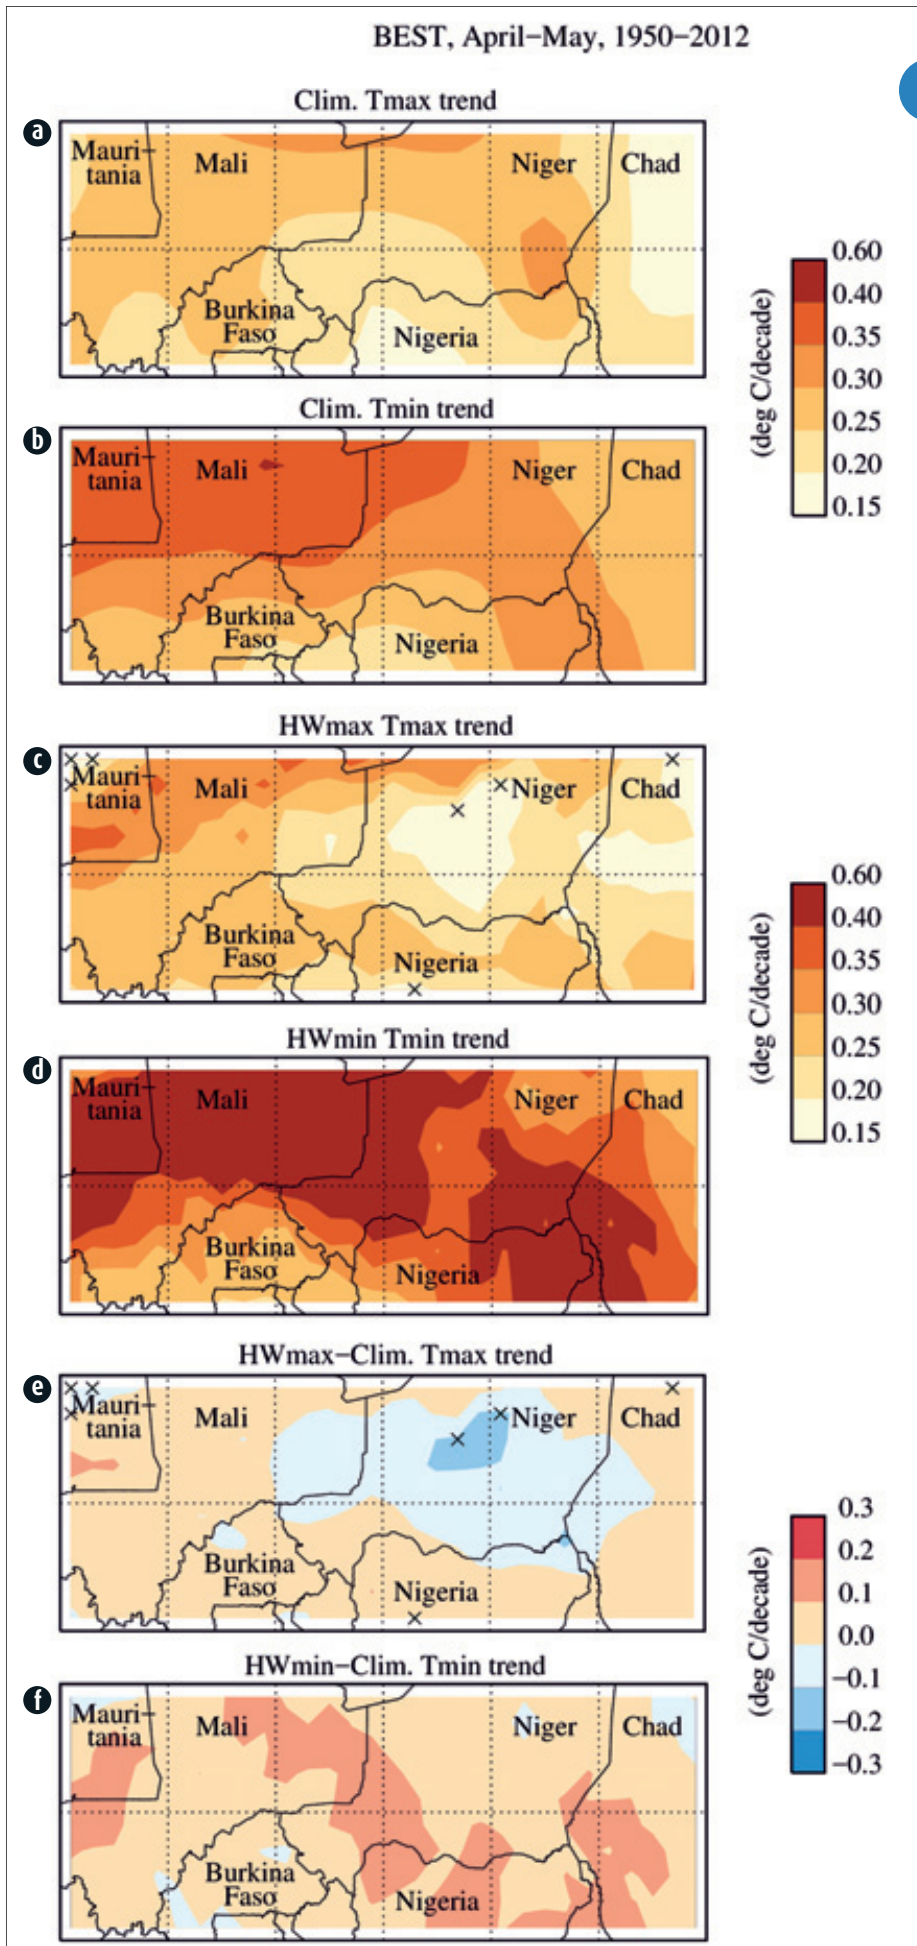 BEST, April–May, 1950–2012
Clim. Tmax trend
a
Mauri–
tania
Mali
Niger
Chad
Burkina
Faso
Nigeria
0.60
0.40
0.35
0.30
0.25
0.20
0.15
(deg C/decade)
Clim. Tmin trend
b
Mauri–
tania
Mali
Niger
Chad
Burkina
Faso
Nigeria
HWmax Tmax trend
c
Mauri–
tania
Mali
Niger
Chad
Burkina
Faso
Nigeria
0.60
0.40
0.35
0.30
0.25
0.20
0.15
(deg C/decade)
HWmin Tmin trend
d
Mauri–
tania
Mali
Niger
Chad
Burkina
Faso
Nigeria
HWmax–Clim. Tmax trend
e
Mauri–
tania
Mali
Niger
Chad
Burkina
Faso
Nigeria
0.3
0.2
0.1
0.0
–0.1
–0.2
–0.3
(deg C/decade)
HWmin–Clim. Tmin trend
f
Mauri–
tania
Mali
Niger
Chad
Burkina
Faso
Nigeria